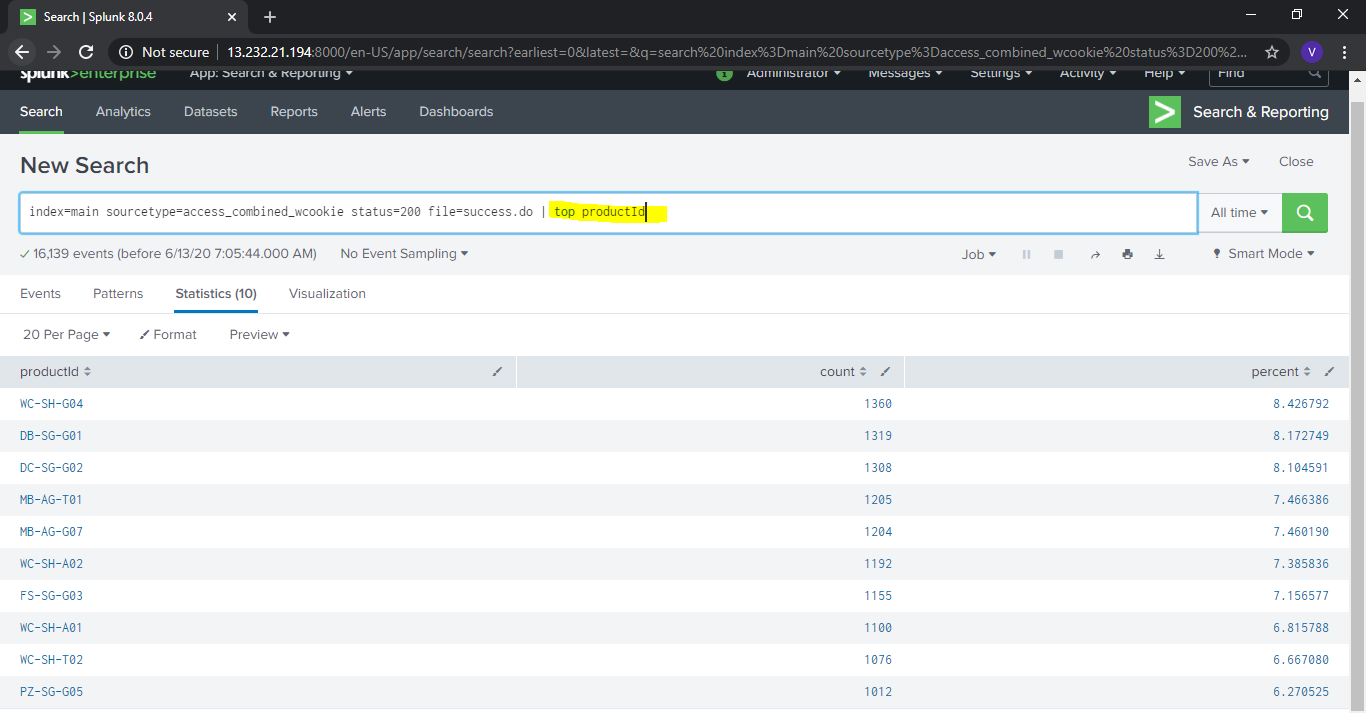 Search | Splunk 8.0.4
Not secure | 13.232.21.194:8000/en-US/app/search/search?earliest=0&latest=&q=search%20index%3Dmain%20sourcetype%3Daccess_combined_wcookie%20status%3D200%2...
V
splunk>enterprise App: Search & Reporting Administrator Messages Settings Activity Help Find
Search Analytics Datasets Reports Alerts Dashboards Search & Reporting
New Search Save As Close
index=main sourcetype=access_combined_wcookie status=200 file=success.do | top productId All time
16,139 events (before 6/13/20 7:05:44.000 AM) No Event Sampling Job Smart Mode
Events Patterns Statistics (10) Visualization
20 Per Page Format Preview
productId count percent
WC-SH-G04 1360 8.426792
DB-SG-G01 1319 8.172749
DC-SG-G02 1308 8.104591
MB-AG-T01 1205 7.466386
MB-AG-G07 1204 7.460190
WC-SH-A02 1192 7.385836
FS-SG-G03 1155 7.156577
WC-SH-A01 1100 6.815788
WC-SH-T02 1076 6.667080
PZ-SG-G05 1012 6.270525